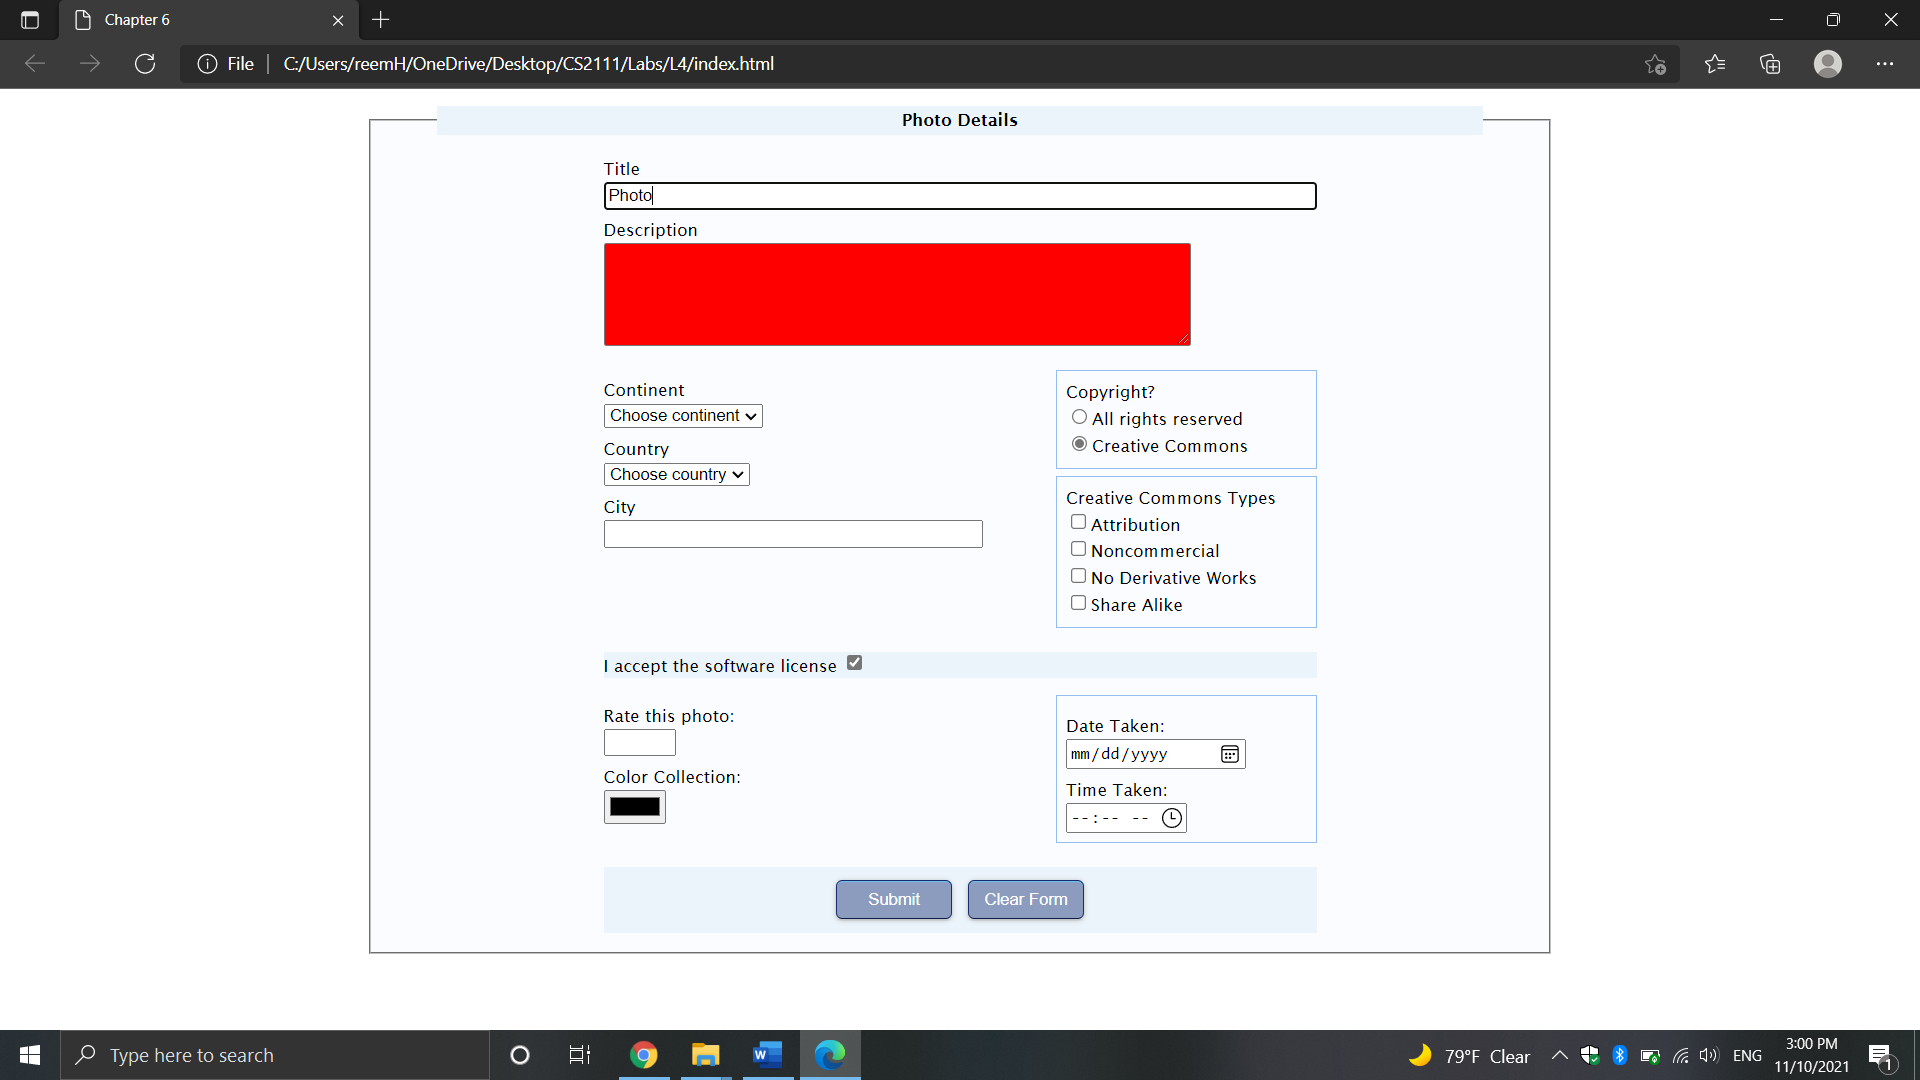 Chapter 6
File
C:/Users/reemH/OneDrive/Desktop/CS2111/Labs/L4/index.html
Photo Details
Title
Photo
Description
Continent
Choose continent
Country
Choose country
City
Copyright?
All rights reserved
Creative Commons
Creative Commons Types
Attribution
Noncommercial
No Derivative Works
Share Alike
I accept the software license
Rate this photo:
Color Collection:
Date Taken:
mm/dd/yyyy
Time Taken:
--:-- --
Submit
Clear Form
Type here to search
W
79°F Clear
ENG
3:00 PM
11/10/2021
1